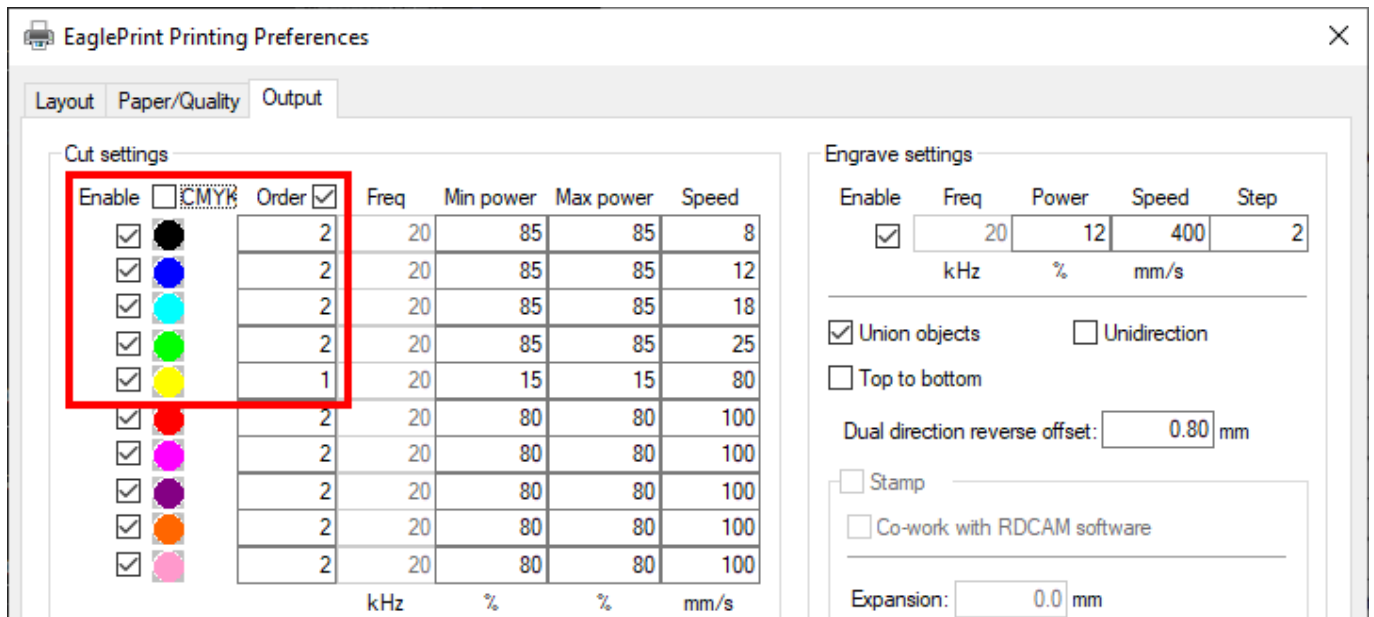 EaglePrint Printing Preferences
Layout Paper/Quality Output
Cut settings
Enable CMYK Order Freq Min power Max power Speed
2 20 85 85 8
2 20 85 85 12
2 20 85 85 18
2 20 85 85 25
1 20 15 15 80
2 20 80 80 100
2 20 80 80 100
2 20 80 80 100
2 20 80 80 100
2 20 80 80 100
kHz % % mm/s
Engrave settings
Enable Freq Power Speed Step
20 12 400 2
kHz % mm/s
Union objects Unidirection
Top to bottom
Dual direction reverse offset: 0.80 mm
Stamp
Co-work with RDCAM software
Expansion: 0.0 mm